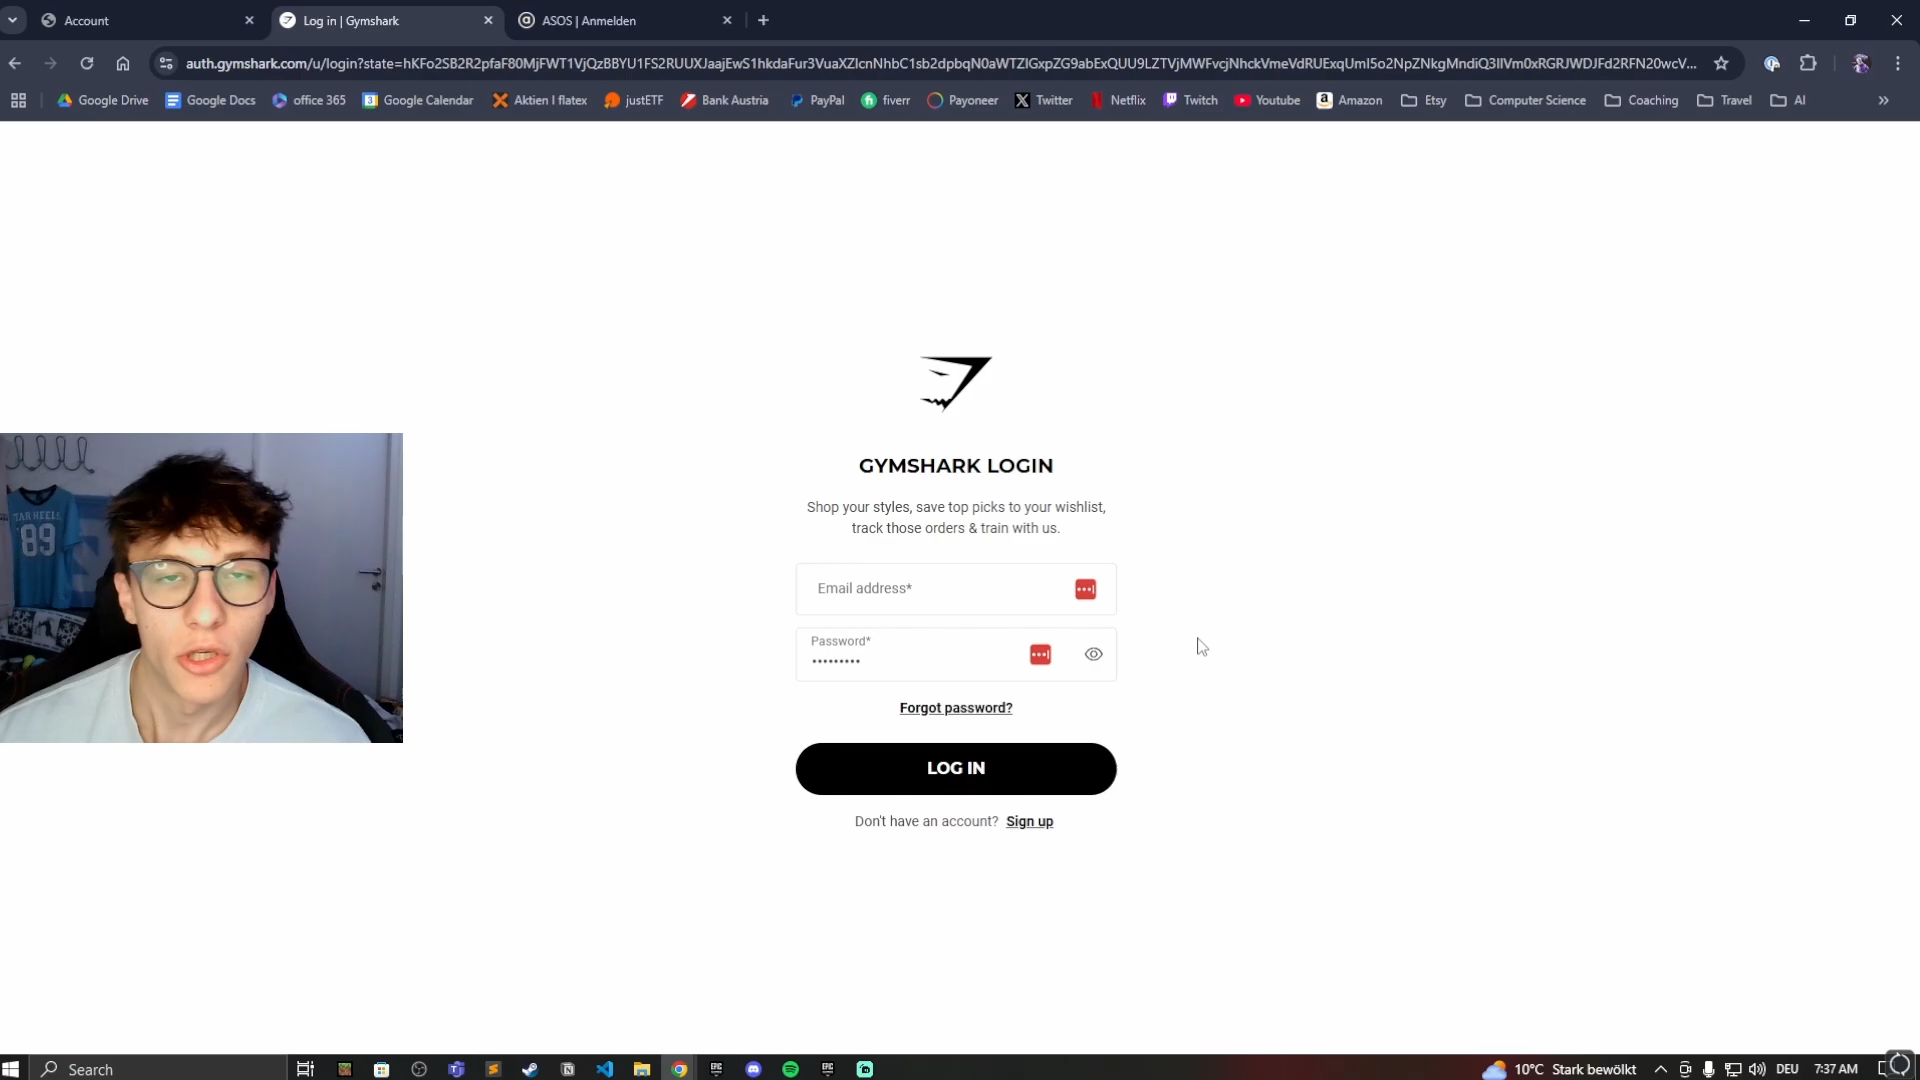 Account
Log in | Gymshark
ASOS | Anmelden
auth.gymshark.com/u/login?state=
Google Drive
Google Docs
office 365
Google Calendar
Aktien I flatex
justETF
Bank Austria
PayPal
fiverr
Payoneer
Twitter
Netflix
Twitch
Youtube
Amazon
Etsy
Computer Science
Coaching
Travel
AI
TAR HEELS
89
GYMSHARK LOGIN
Shop your styles, save top picks to your wishlist,
track those orders & train with us.
Email address*
Password*
•••••••••
Forgot password?
LOG IN
Don't have an account? Sign up
Search
EPIC
EPIC
10°C Stark bewölkt
DEU
7:37 AM